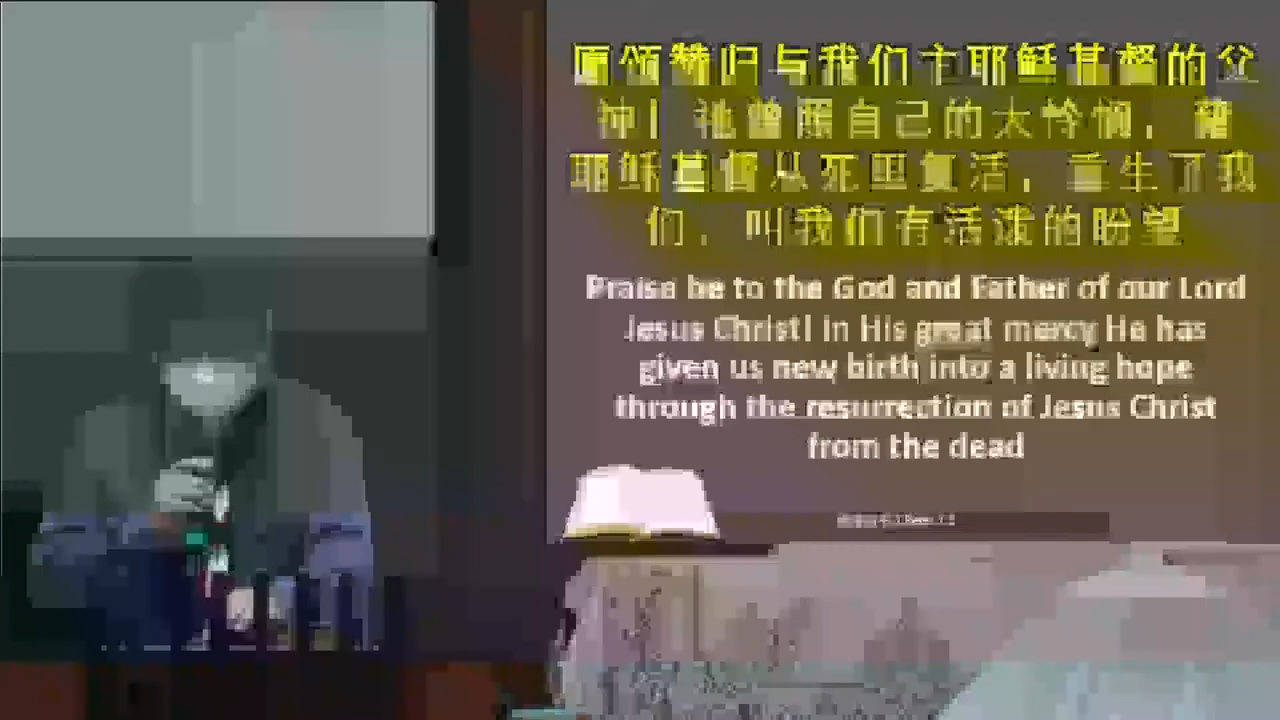 愿颂赞归与我们主耶稣基督的父
神！祂曾照自己的大怜悯，藉
耶稣基督从死里复活，重生了我
们，叫我们有活泼的盼望
Praise be to the God and Father of our Lord
Jesus Christ! In His great mercy He has
given us new birth into a living hope
through the resurrection of Jesus Christ
from the dead